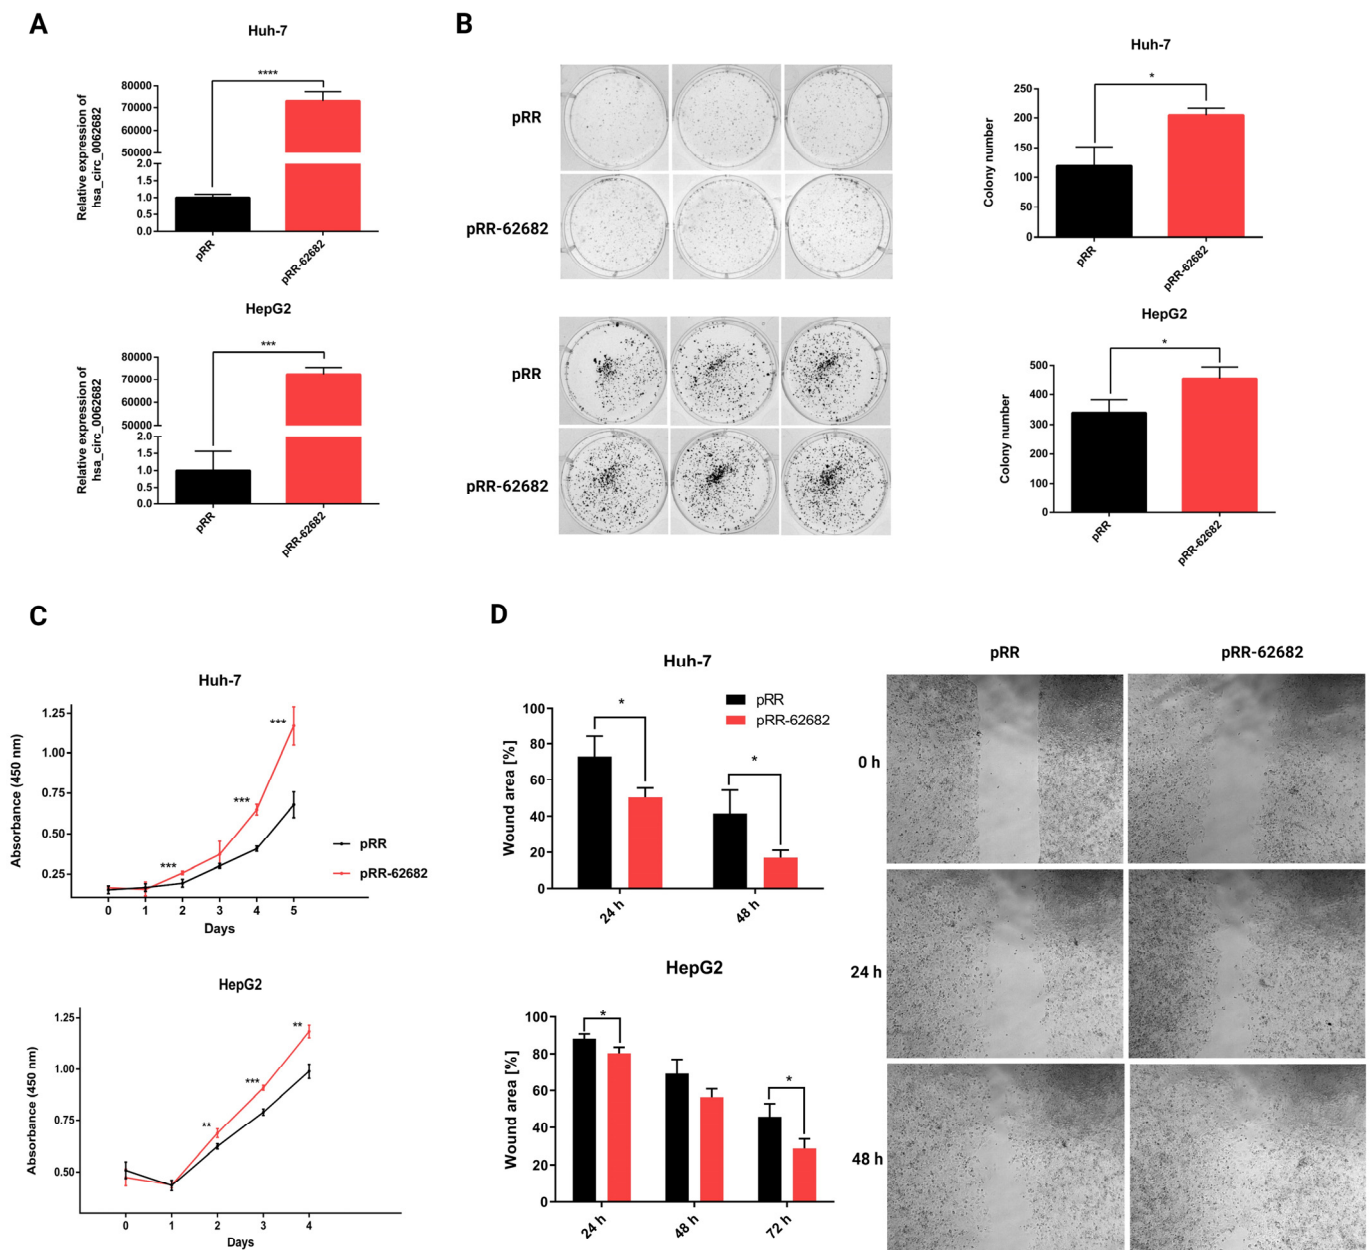 A
Huh-7
Relative expression of
hsa_circ_0062682
80000
70000
60000
50000
2.0
1.5
1.0
0.5
0.0
****
pRR
pRR-62682
HepG2
Relative expression of
hsa_circ_0062682
80000
70000
60000
50000
2.0
1.5
1.0
0.5
0.0
***
pRR
pRR-62682
B
pRR
pRR-62682
pRR
pRR-62682
Huh-7
Colony number
250
200
150
100
50
0
*
pRR
pRR-62682
HepG2
Colony number
500
400
300
200
100
0
*
pRR
pRR-62682
C
Huh-7
Absorbance (450 nm)
1.25
1.00
0.75
0.50
0.25
***
***
***
0 1 2 3 4 5
Days
pRR
pRR-62682
HepG2
Absorbance (450 nm)
1.25
1.00
0.75
0.50
**
***
**
0 1 2 3 4
Days
D
Huh-7
pRR
pRR-62682
Wound area [%]
100
80
60
40
20
0
*
*
24 h
48 h
HepG2
Wound area [%]
100
80
60
40
20
0
*
*
24 h
48 h
72 h
pRR
pRR-62682
0 h
24 h
48 h